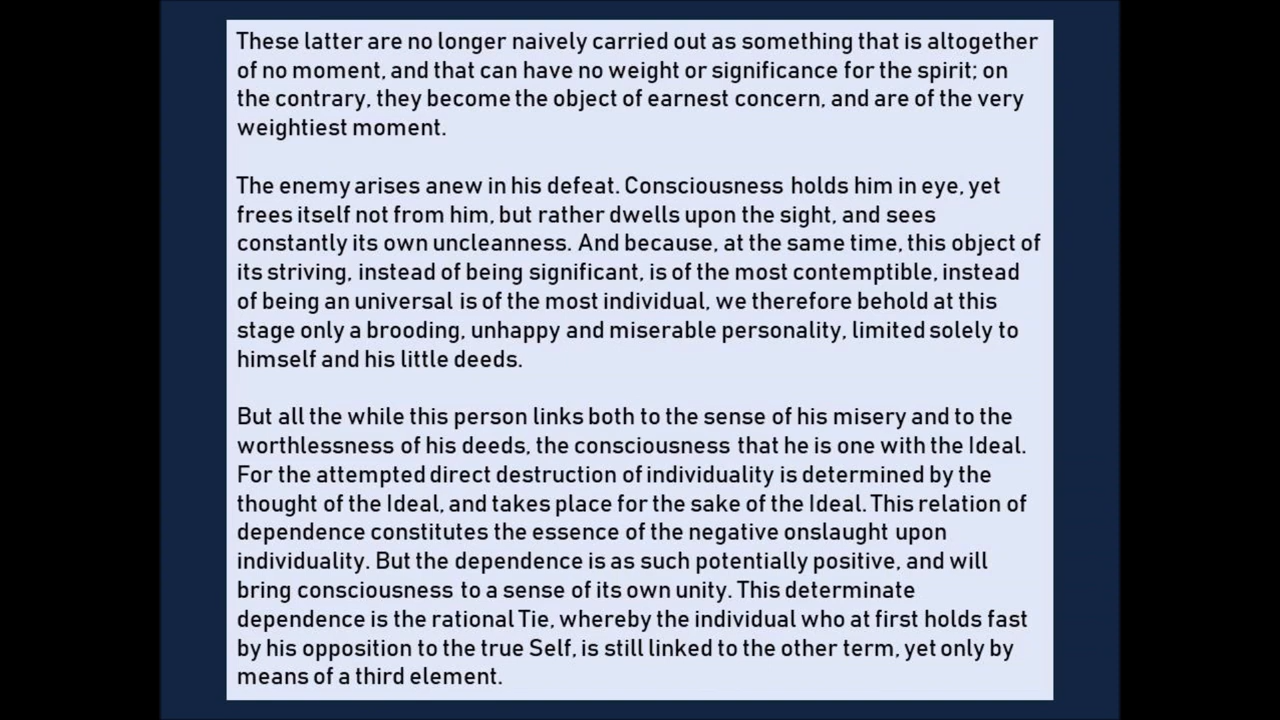 These latter are no longer naively carried out as something that is altogether
of no moment, and that can have no weight or significance for the spirit; on
the contrary, they become the object of earnest concern, and are of the very
weightiest moment.
The enemy arises anew in his defeat. Consciousness holds him in eye, yet
frees itself not from him, but rather dwells upon the sight, and sees
constantly its own uncleanness. And because, at the same time, this object of
its striving, instead of being significant, is of the most contemptible, instead
of being an universal is of the most individual, we therefore behold at this
stage only a brooding, unhappy and miserable personality, limited solely to
himself and his little deeds.
But all the while this person links both to the sense of his misery and to the
worthlessness of his deeds, the consciousness that he is one with the Ideal.
For the attempted direct destruction of individuality is determined by the
thought of the Ideal, and takes place for the sake of the Ideal. This relation of
dependence constitutes the essence of the negative onslaught upon
individuality. But the dependence is as such potentially positive, and will
bring consciousness to a sense of its own unity. This determinate
dependence is the rational Tie, whereby the individual who at first holds fast
by his opposition to the true Self, is still linked to the other term, yet only by
means of a third element.